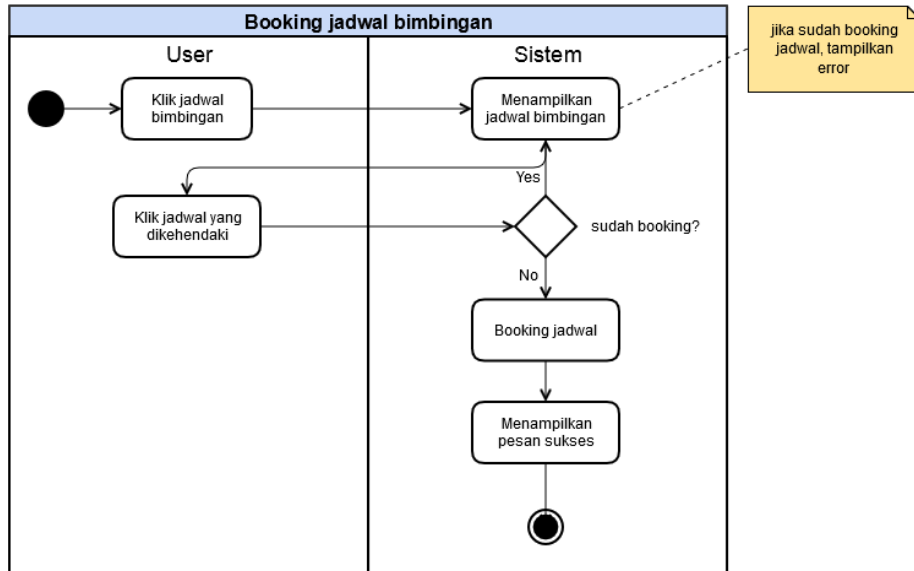 Booking jadwal bimbingan
jika sudah booking
jadwal, tampilkan
error
User
Sistem
Klik jadwal
bimbingan
Menampilkan
jadwal bimbingan
Yes
Klik jadwal yang
dikehendaki
sudah booking?
No
Booking jadwal
Menampilkan
pesan sukses